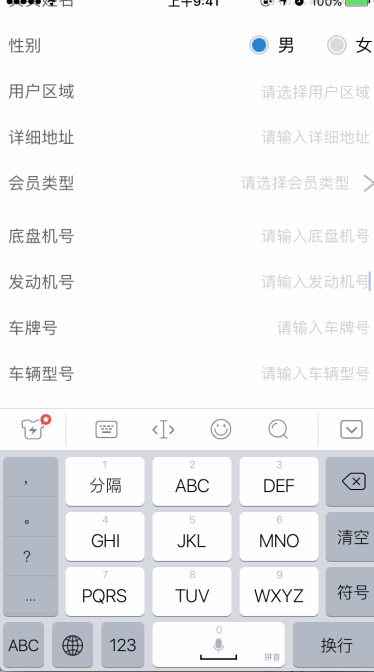 上午9:41 100%
性别 男 女
用户区域 请选择用户区域
详细地址 请输入详细地址
会员类型 请选择会员类型
底盘机号 请输入底盘机号
发动机号 请输入发动机号
车牌号 请输入车牌号
车辆型号 请输入车辆型号
, 1 分隔 2 ABC 3 DEF
。 4 GHI 5 JKL 6 MNO 清空
? 7 PQRS 8 TUV 9 WXYZ 符号
...
ABC 123 0 拼音 换行